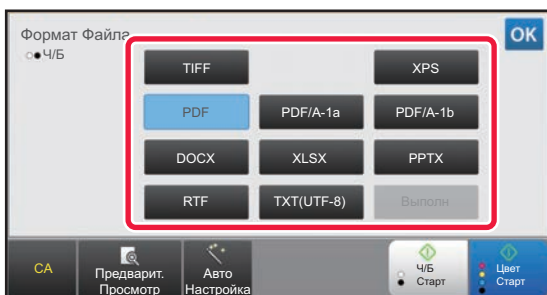 Формат Файла
OK
Ч/Б
TIFF
XPS
PDF
PDF/A-1a
PDF/A-1b
DOCX
XLSX
PPTX
RTF
TXT(UTF-8)
Выполн
CA
Предварит.
Просмотр
Авто
Настройка
Ч/Б
Старт
Цвет
Старт